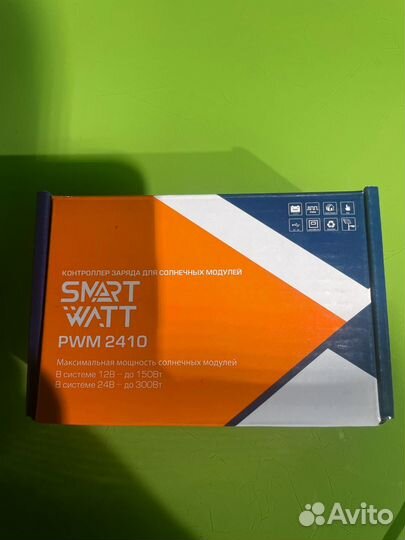 КОНТРОЛЛЕР ЗАРЯДА ДЛЯ СОЛНЕЧНЫХ МОДУЛЕЙ
SMART
WATT
PWM 2410
Максимальная мощность солнечных модулей
В системе 12В – до 150Вт
В системе 24В – до 300Вт
Avito